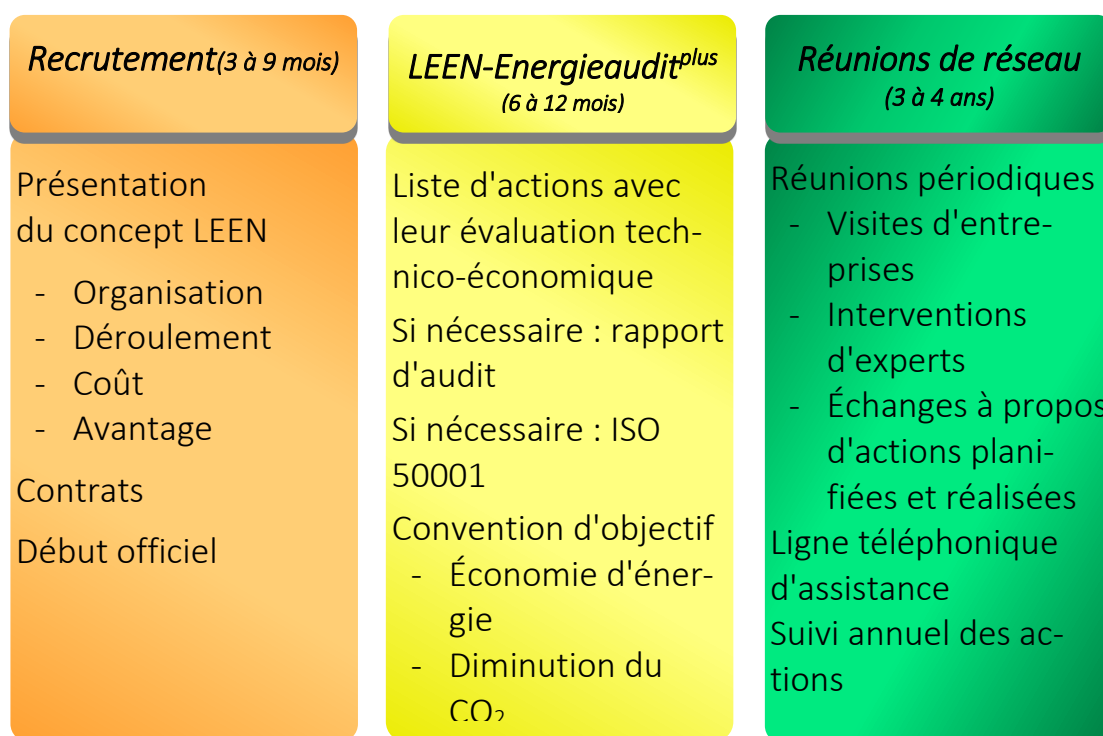 Recrutement(3 à 9 mois)
Présentation
du concept LEEN
- Organisation
- Déroulement
- Coût
- Avantage
Contrats
Début officiel
LEEN-Energieauditplus
(6 à 12 mois)
Liste d'actions avec
leur évaluation tech-
nico-économique
Si nécessaire : rapport
d'audit
Si nécessaire : ISO
50001
Convention d'objectif
- Économie d'éner-
gie
- Diminution du
CO₂
Réunions de réseau
(3 à 4 ans)
Réunions périodiques
- Visites d'entre-
prises
- Interventions
d'experts
- Échanges à propos
d'actions plani-
fiées et réalisées
Ligne téléphonique
d'assistance
Suivi annuel des ac-
tions